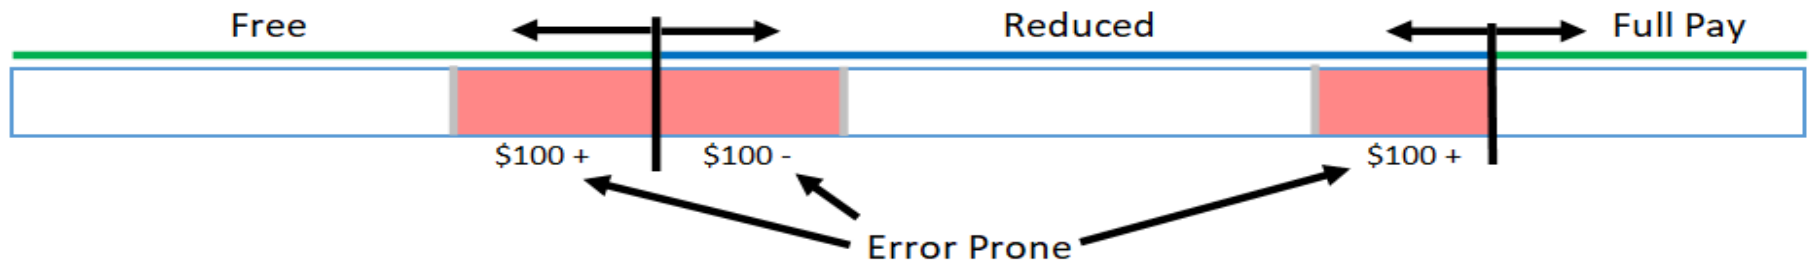 Free Reduced Full Pay
$100 + $100 - $100 +
Error Prone